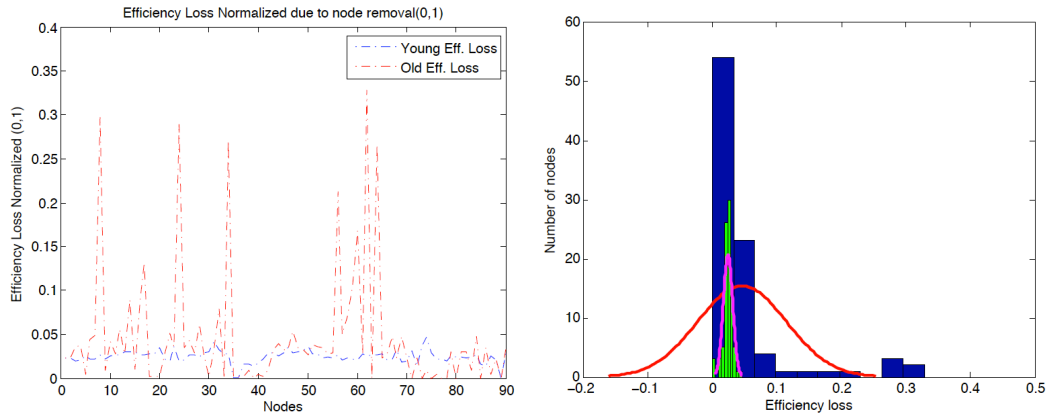 Efficiency Loss Normalized due to node removal(0,1)
Efficiency Loss Normalized (0,1)
0.4
0.35
0.3
0.25
0.2
0.15
0.1
0.05
0
Young Eff. Loss
Old Eff. Loss
0 10 20 30 40 50 60 70 80 90
Nodes
Number of nodes
60
50
40
30
20
10
0
−0.2 −0.1 0 0.1 0.2 0.3 0.4 0.5
Efficiency loss